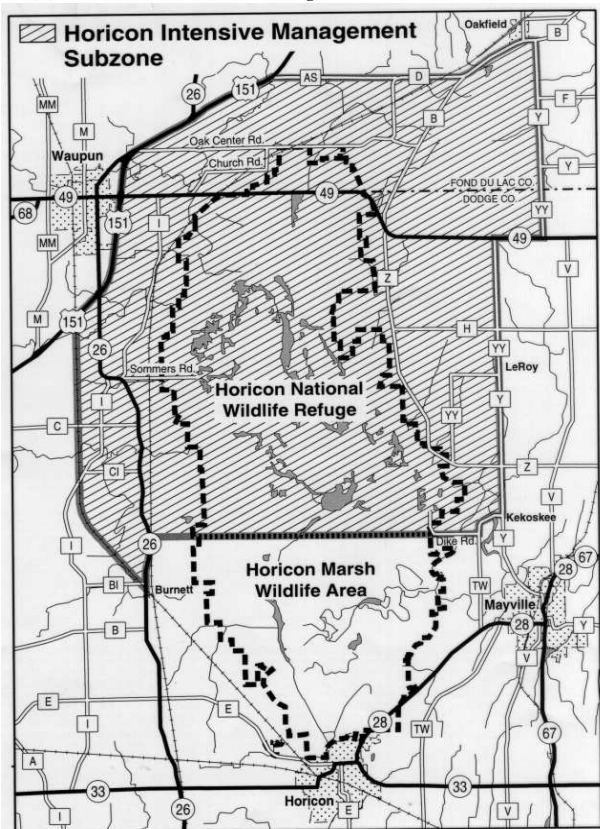 Horicon Intensive Management
Subzone
Oakfield
B
151
26
AS
D
MM
M
B
F
Oak Center Rd.
Y
Waupun
Church Rd.
Y
49
49
FOND DU LAC CO.
68
DODGE CO.
151
I
YY
49
MM
Z
V
M
151
H
26
YY
Sommers Rd.
LeRoy
Horicon National
Wildlife Refuge
I
Y
C
YY
CI
Z
V
Kekoskee
26
Dike Rd.
Y
I
67
Horicon Marsh
Wildlife Area
28
BI
Burnett
TW
Mayville
B
28
Y
V
E
E
28
I
TW
67
A
33
33
Horicon
I
26
E
V